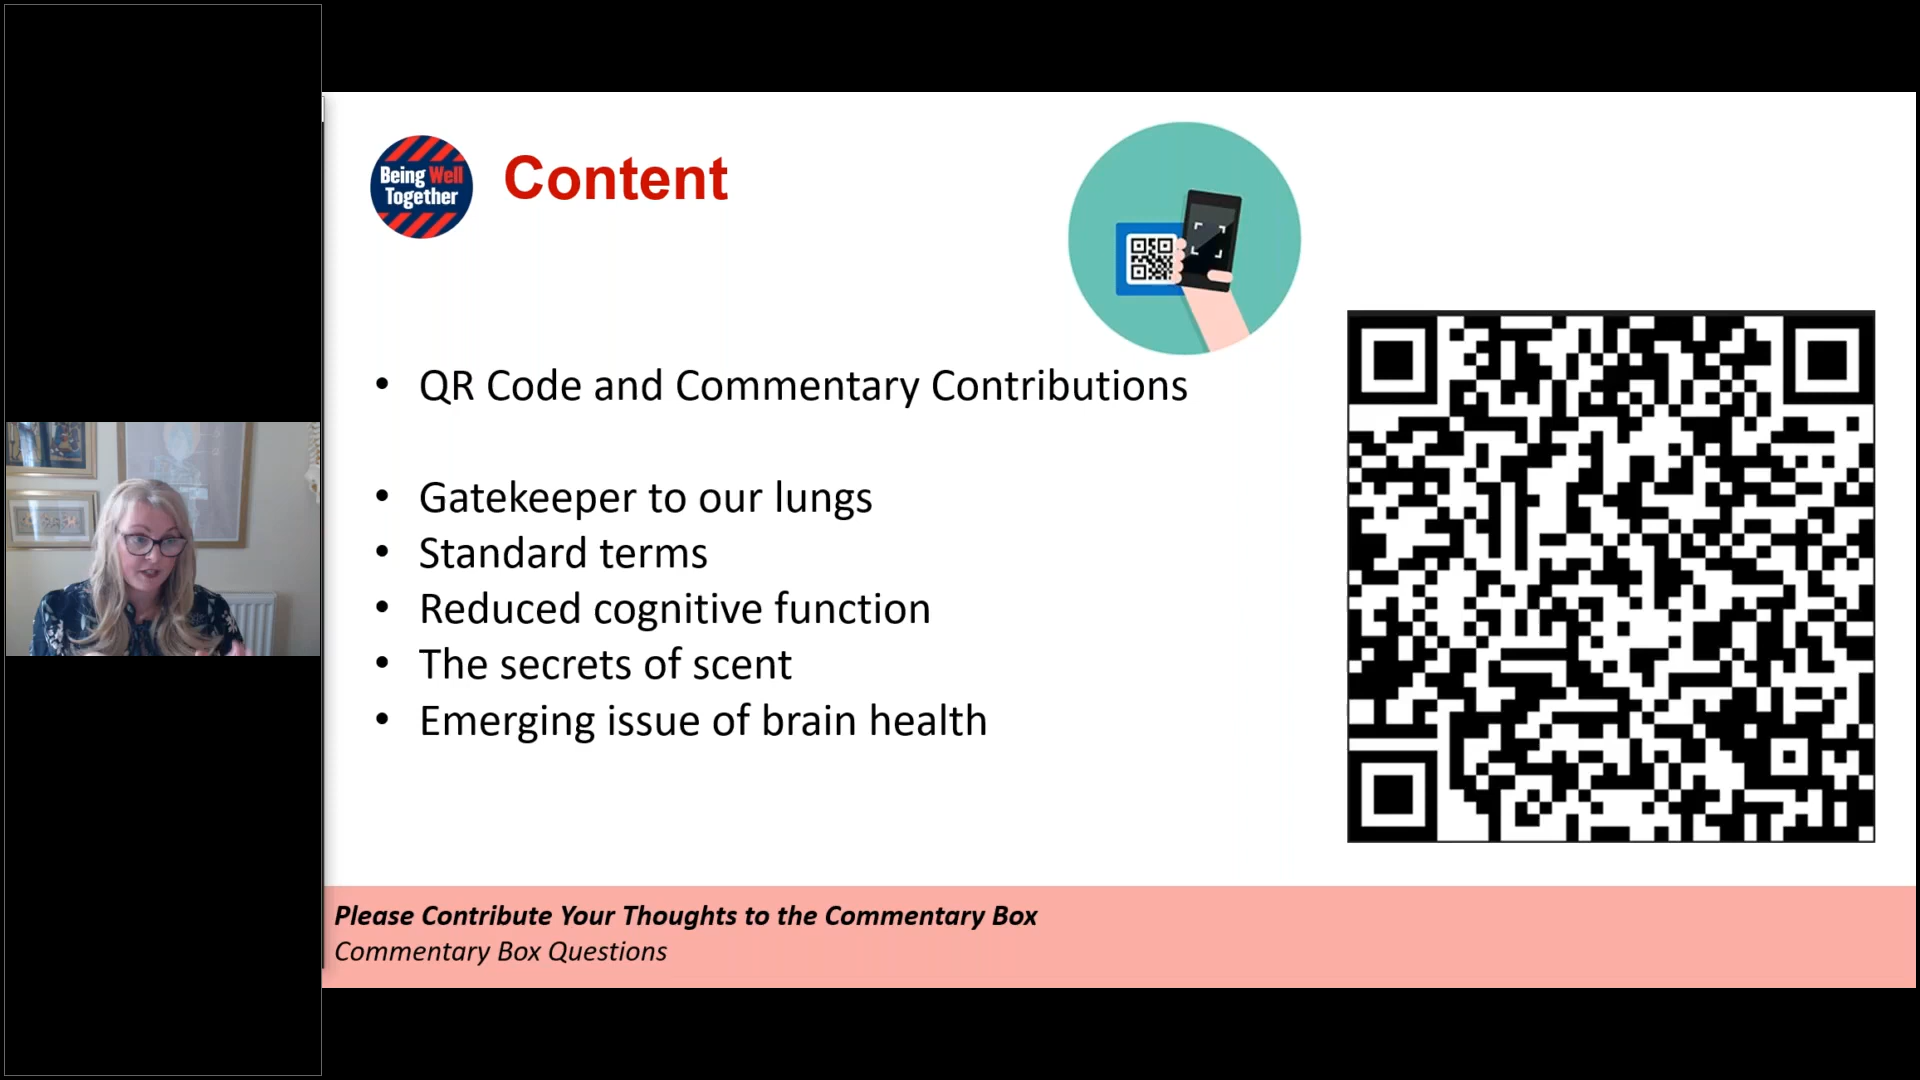 Being Well
Together
Content
• QR Code and Commentary Contributions
• Gatekeeper to our lungs
• Standard terms
• Reduced cognitive function
• The secrets of scent
• Emerging issue of brain health
Please Contribute Your Thoughts to the Commentary Box
Commentary Box Questions